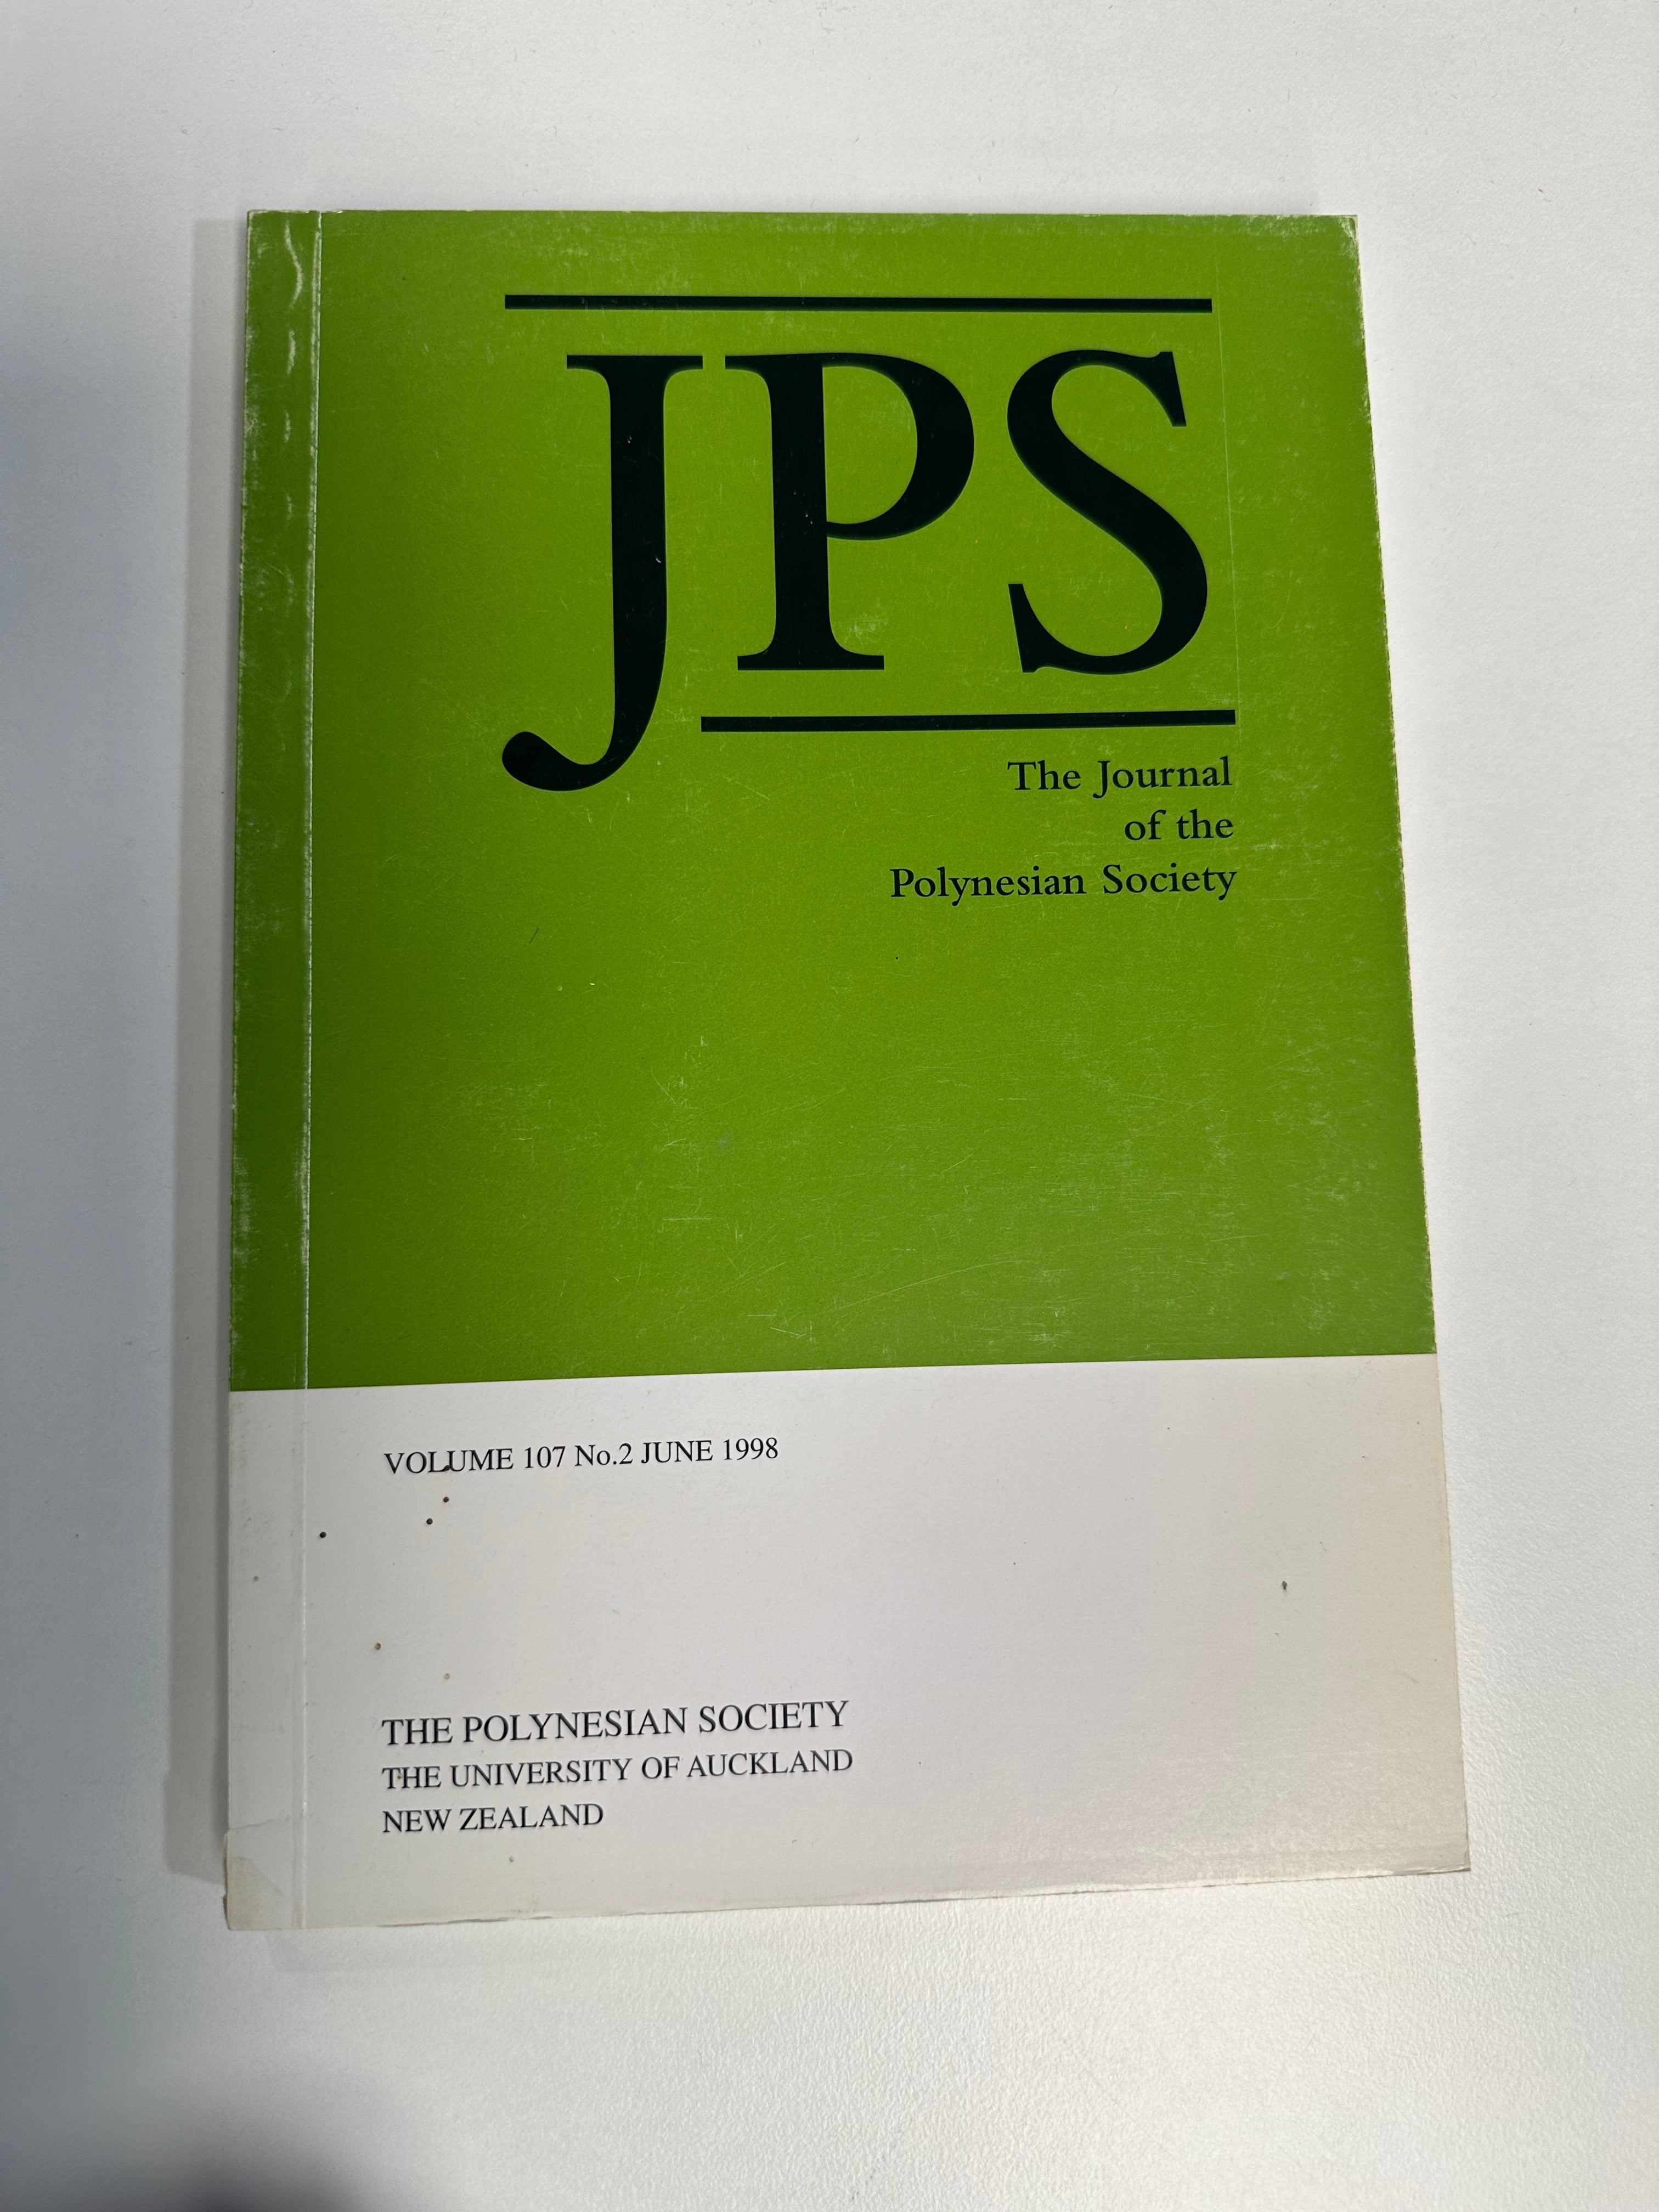 JPS
The Journal
of the
Polynesian Society
VOLUME 107 No.2 JUNE 1998
THE POLYNESIAN SOCIETY
THE UNIVERSITY OF AUCKLAND
NEW ZEALAND